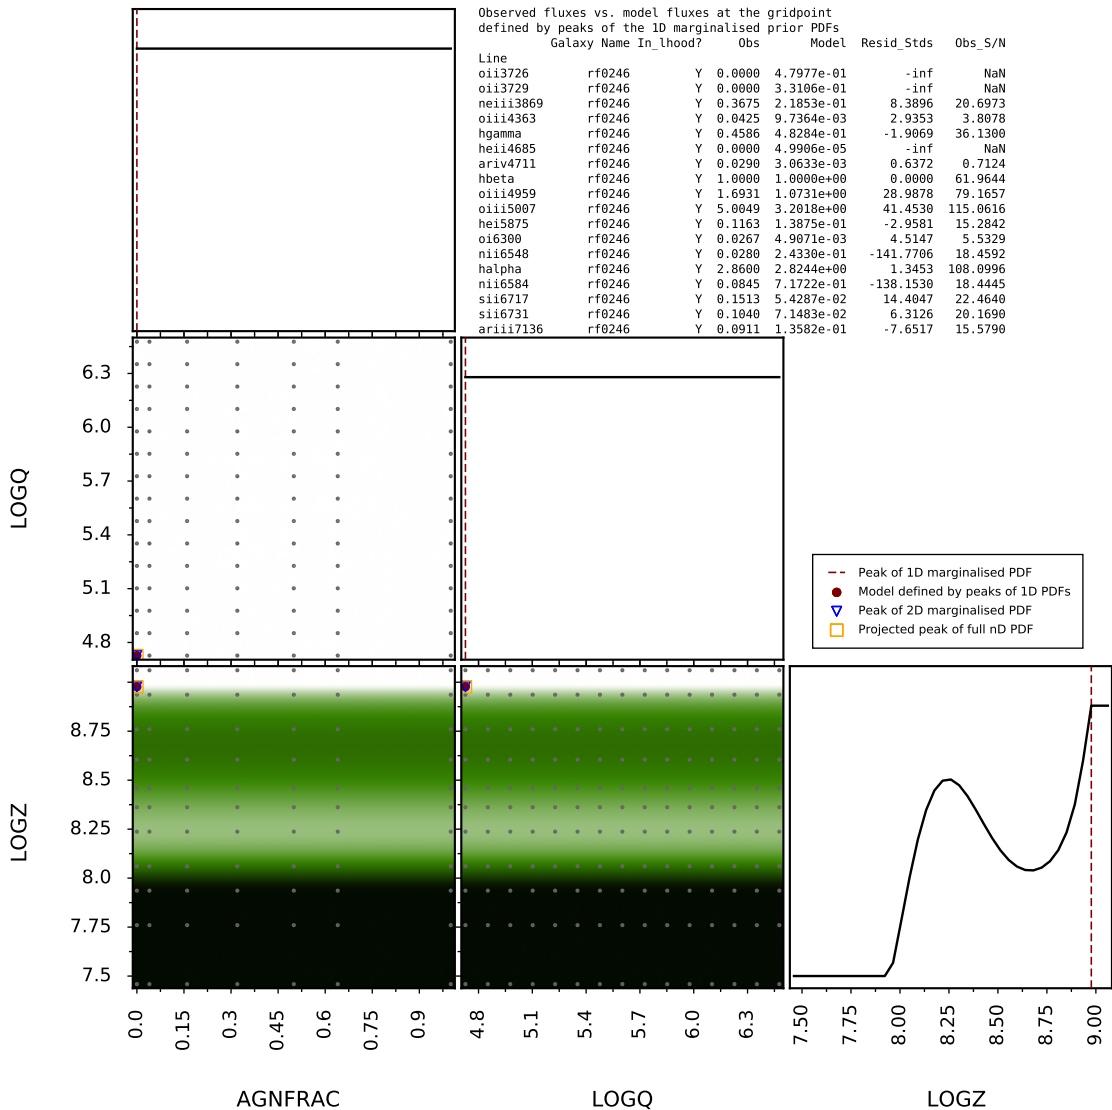 Observed fluxes vs. model fluxes at the gridpoint
defined by peaks of the 1D marginalised prior PDFs
Galaxy Name In_lhood? Obs Model Resid_Stds Obs_S/N
Line
oii3726 rf0246 Y 0.0000 4.7977e-01 -inf NaN
oii3729 rf0246 Y 0.0000 3.3106e-01 -inf NaN
neiii3869 rf0246 Y 0.3675 2.1853e-01 8.3896 20.6973
oiii4363 rf0246 Y 0.0425 9.7364e-03 2.9353 3.8078
hgamma rf0246 Y 0.4586 4.8284e-01 -1.9069 36.1300
heii4685 rf0246 Y 0.0000 4.9906e-05 -inf NaN
ariv4711 rf0246 Y 0.0290 3.0633e-03 0.6372 0.7124
hbeta rf0246 Y 1.0000 1.0000e+00 0.0000 61.9644
oiii4959 rf0246 Y 1.6931 1.0731e+00 28.9878 79.1657
oiii5007 rf0246 Y 5.0049 3.2018e+00 41.4530 115.0616
hei5875 rf0246 Y 0.1163 1.3875e-01 -2.9581 15.2842
oi6300 rf0246 Y 0.0267 4.9071e-03 4.5147 5.5329
nii6548 rf0246 Y 0.0280 2.4330e-01 -141.7706 18.4592
halpha rf0246 Y 2.8600 2.8244e+00 1.3453 108.0996
nii6584 rf0246 Y 0.0845 7.1722e-01 -138.1530 18.4445
sii6717 rf0246 Y 0.1513 5.4287e-02 14.4047 22.4640
sii6731 rf0246 Y 0.1040 7.1483e-02 6.3126 20.1690
ariii7136 rf0246 Y 0.0911 1.3582e-01 -7.6517 15.5790
6.3
6.0
5.7
5.4
5.1
4.8
LOGQ
Peak of 1D marginalised PDF
Model defined by peaks of 1D PDFs
Peak of 2D marginalised PDF
Projected peak of full nD PDF
8.75
8.5
8.25
8.0
7.75
7.5
LOGZ
0.0 0.15 0.3 0.45 0.6 0.75 0.9
4.8 5.1 5.4 5.7 6.0 6.3
7.50 7.75 8.00 8.25 8.50 8.75 9.00
AGNFRAC LOGQ LOGZ